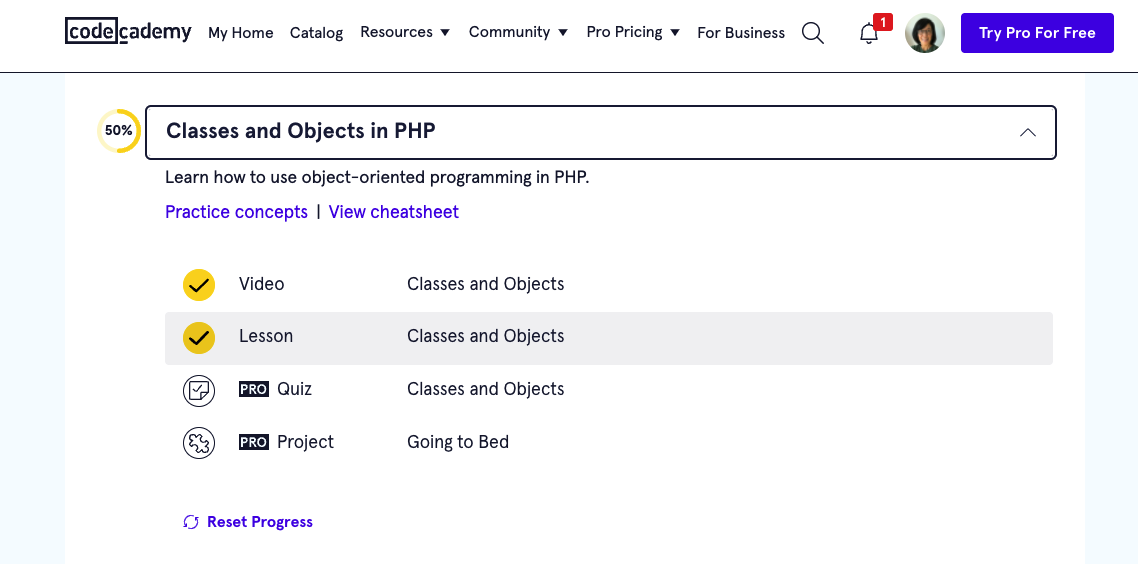 codecademy My Home Catalog Resources Community Pro Pricing For Business 1 Try Pro For Free
50% Classes and Objects in PHP
Learn how to use object-oriented programming in PHP.
Practice concepts | View cheatsheet
Video Classes and Objects
Lesson Classes and Objects
PRO Quiz Classes and Objects
PRO Project Going to Bed
Reset Progress